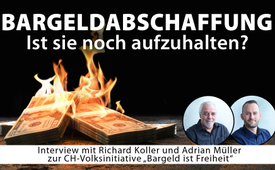 BARGELDABSCHAFFUNG
Ist sie noch aufzuhalten?
Interview mit Richard Koller und Adrian Müller
zur CH-Volksinitiative „Bargeld ist Freiheit“